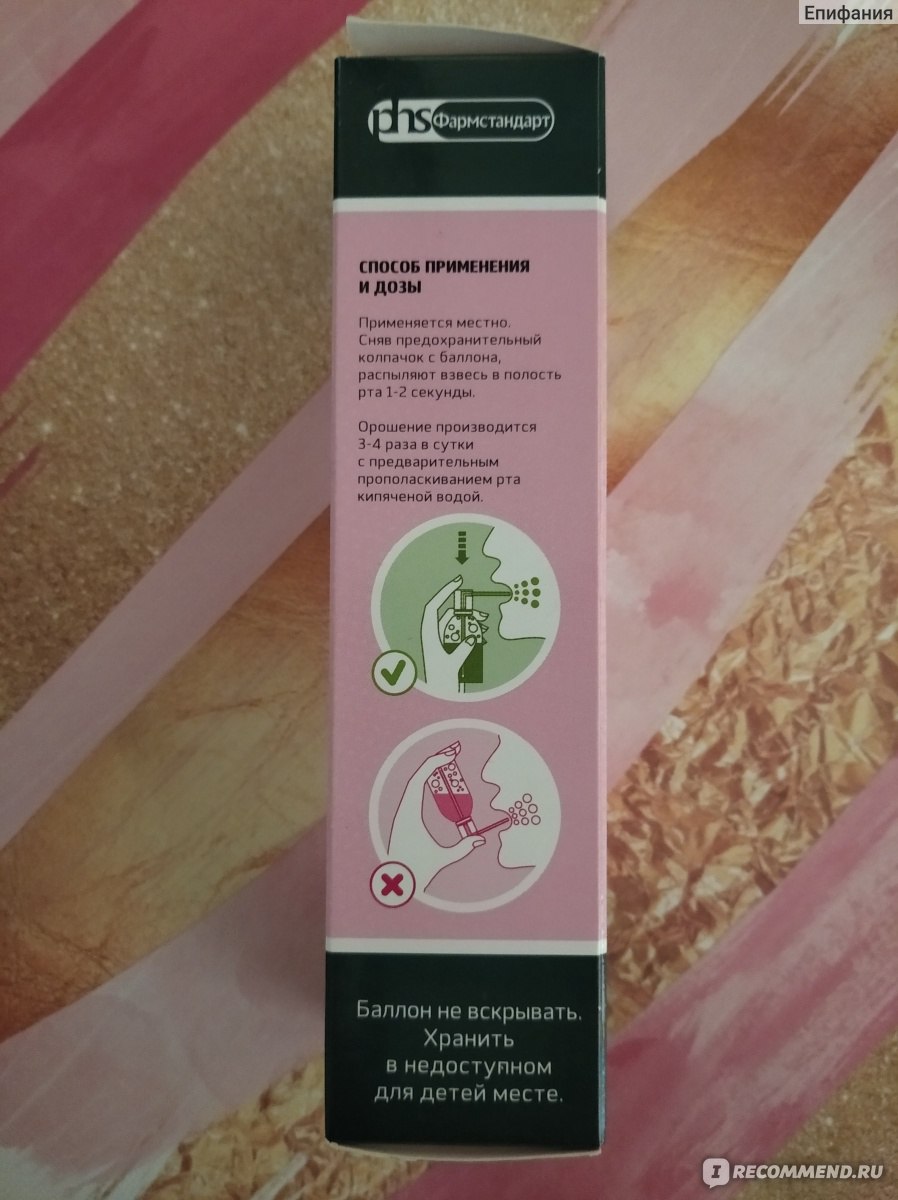 Епифания
phs Фармстандарт
СПОСОБ ПРИМЕНЕНИЯ
И ДОЗЫ
Применяется местно.
Сняв предохранительный
колпачок с баллона,
распыляют взвесь в полость
рта 1-2 секунды.
Орошение производится
3-4 раза в сутки
с предварительным
прополаскиванием рта
кипяченой водой.
Баллон не вскрывать.
Хранить
в недоступном
для детей месте.
I RECOMMEND.RU